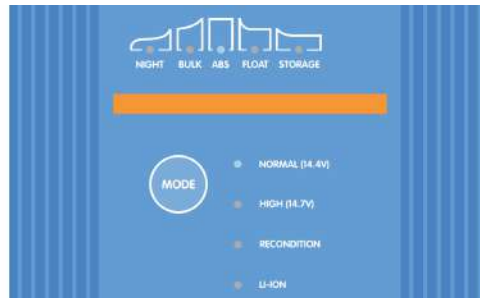 NIGHT BULK ABS FLOAT STORAGE
MODE
NORMAL (14.4V)
HIGH (14.7V)
RECONDITION
LI-ION